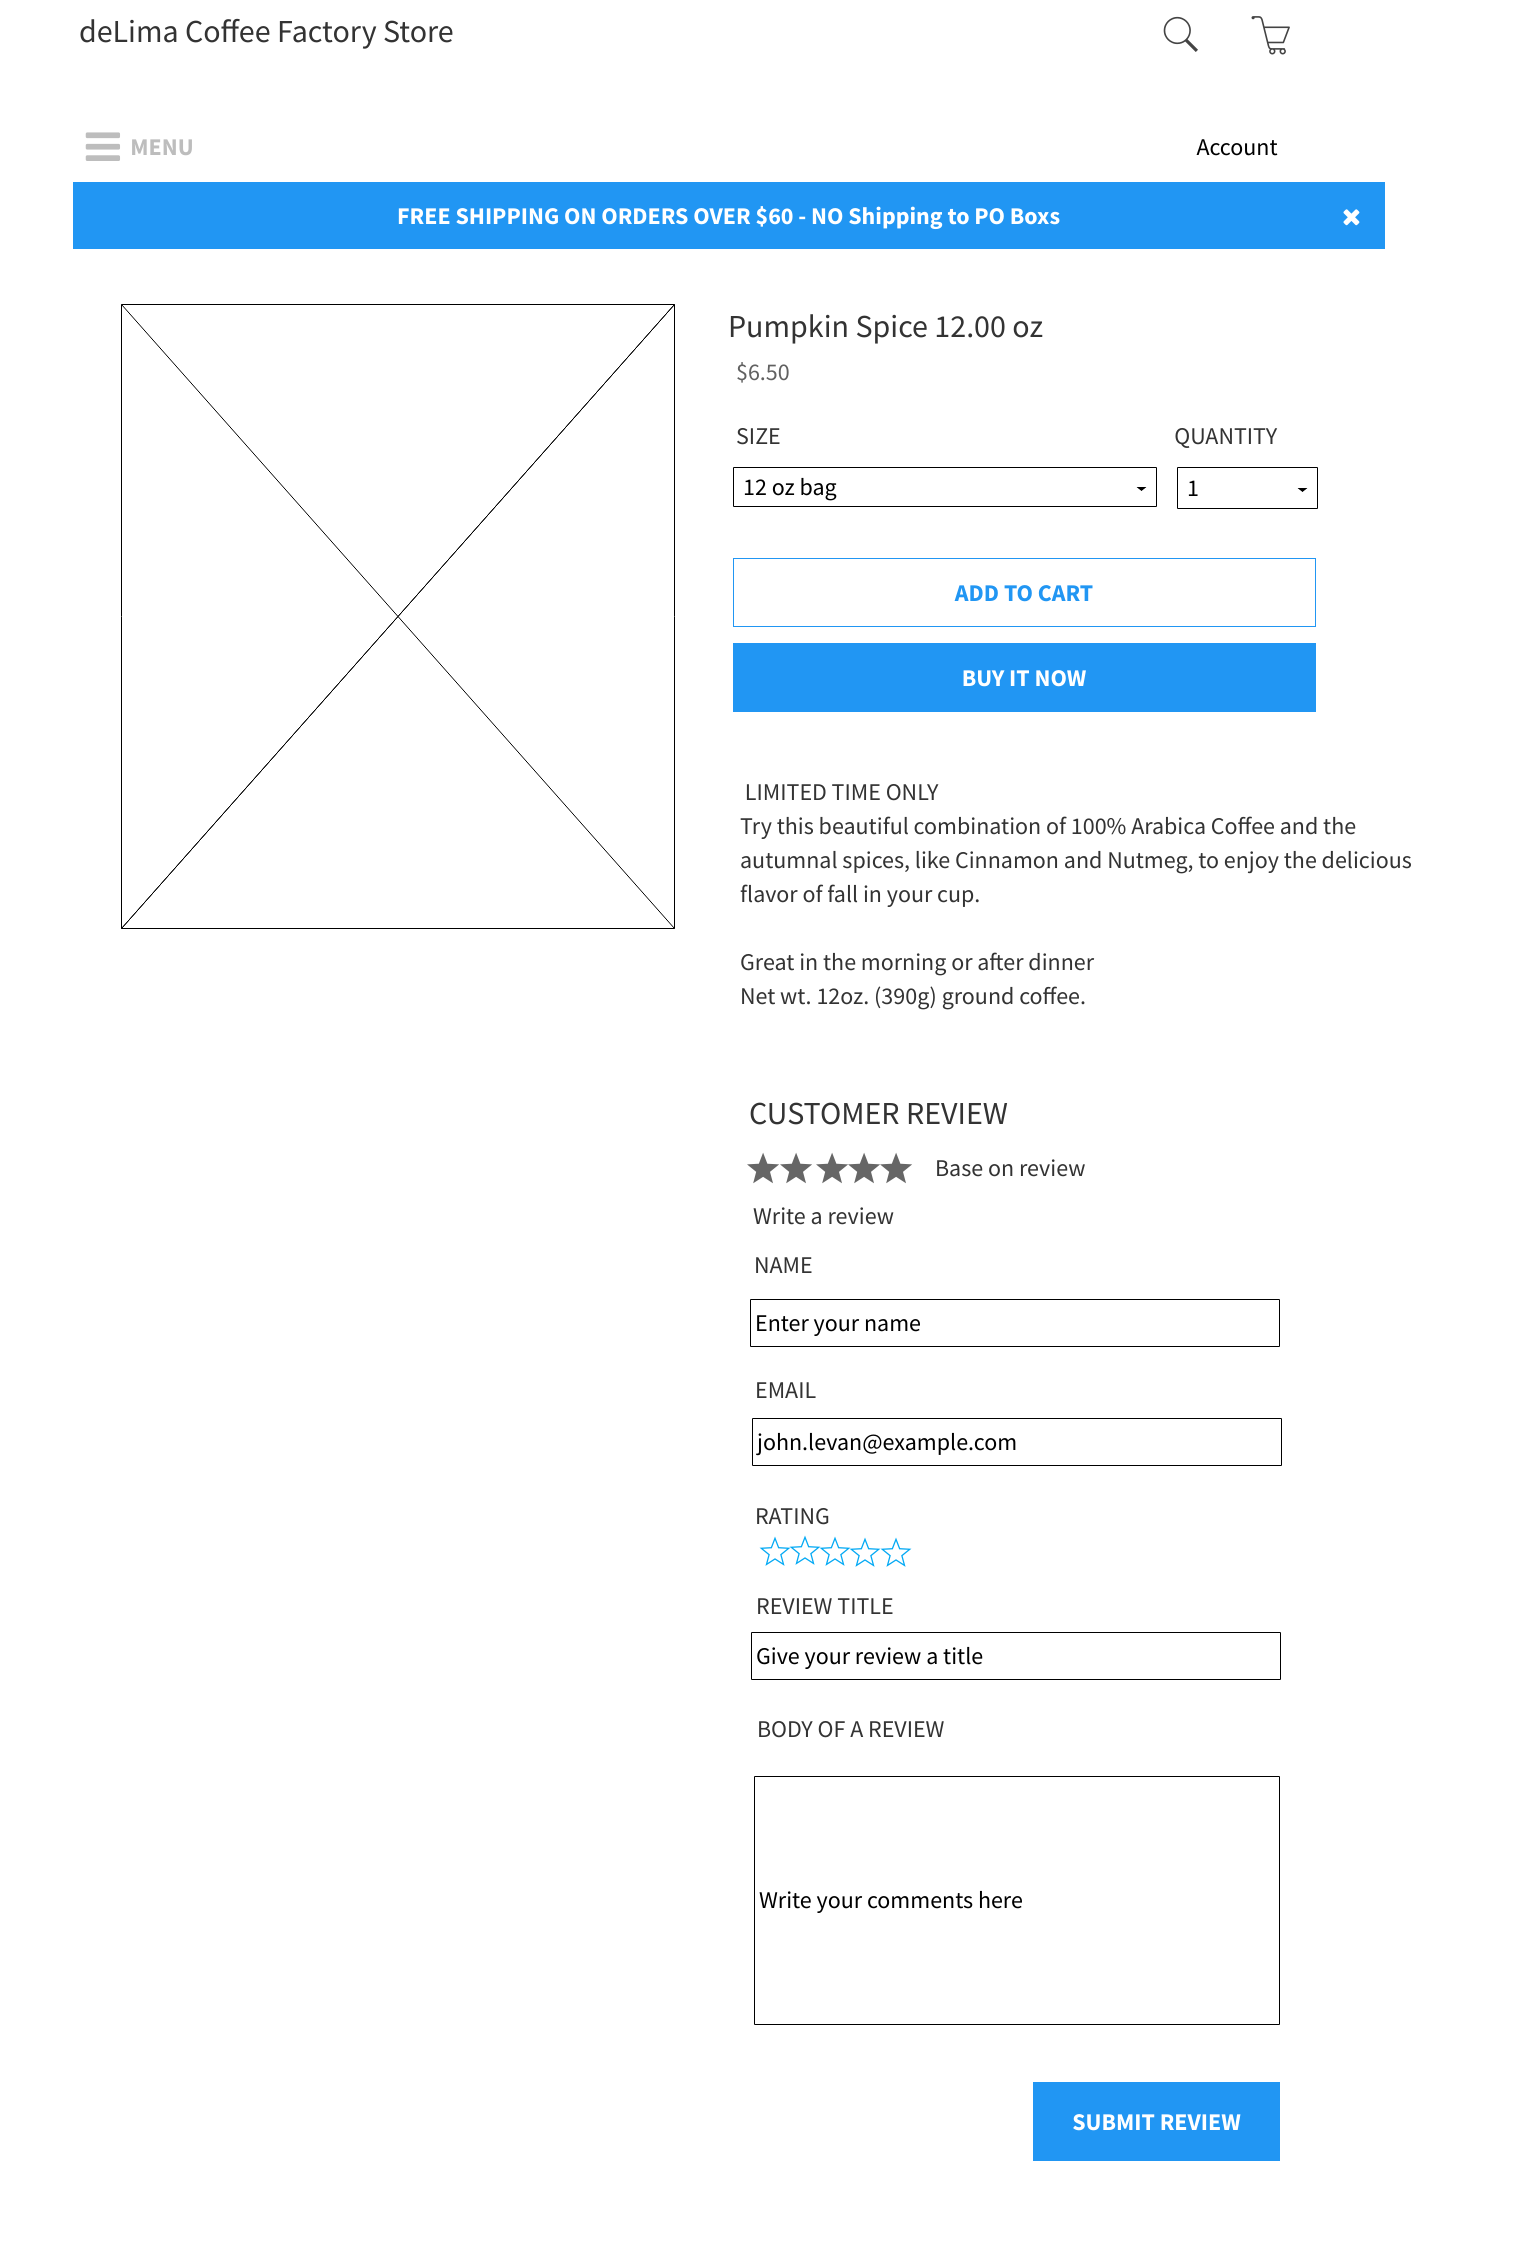 deLima Coffee Factory Store
MENU
Account
FREE SHIPPING ON ORDERS OVER $60 - NO Shipping to PO Boxs
Pumpkin Spice 12.00 oz
$6.50
SIZE
QUANTITY
12 oz bag
1
ADD TO CART
BUY IT NOW
LIMITED TIME ONLY
Try this beautiful combination of 100% Arabica Coffee and the
autumnal spices, like Cinnamon and Nutmeg, to enjoy the delicious
flavor of fall in your cup.
Great in the morning or after dinner
Net wt. 12oz. (390g) ground coffee.
CUSTOMER REVIEW
Base on review
Write a review
NAME
Enter your name
EMAIL
john.levan@example.com
RATING
REVIEW TITLE
Give your review a title
BODY OF A REVIEW
Write your comments here
SUBMIT REVIEW